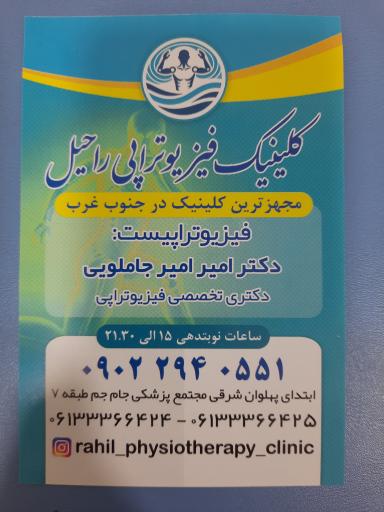 کلینیک فیزیوتراپی راحیل
مجهزترین کلینیک در جنوب غرب
فیزیوتراپیست:
دکتر امیر امیر جاملویی
دکتری تخصصی فیزیوتراپی
ساعات نوبتدهی ۱۵ الی ۲۱.۳۰
۰۹۰۲ ۲۹۴ ۰۵۵۱
ابتدای پهلوان شرقی مجتمع پزشکی جام جم طبقه ۷
۰۶۱۳۳۳۶۶۴۲۵ - ۰۶۱۳۳۳۶۶۴۲۴
rahil_physiotherapy_clinic